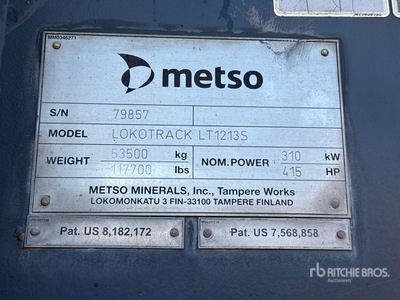 MM0346271
metso
S/N 79857
MODEL LOKOTRACK LT1213S
WEIGHT 53500 kg NOM. POWER 310 kW
117700 lbs 415 HP
METSO MINERALS, Inc., Tampere Works
LOKOMONKATU 3 FIN-33100 TAMPERE FINLAND
Pat. US 8,182,172 Pat. US 7,568,858
rb RITCHIE BROS.
Auctioneers